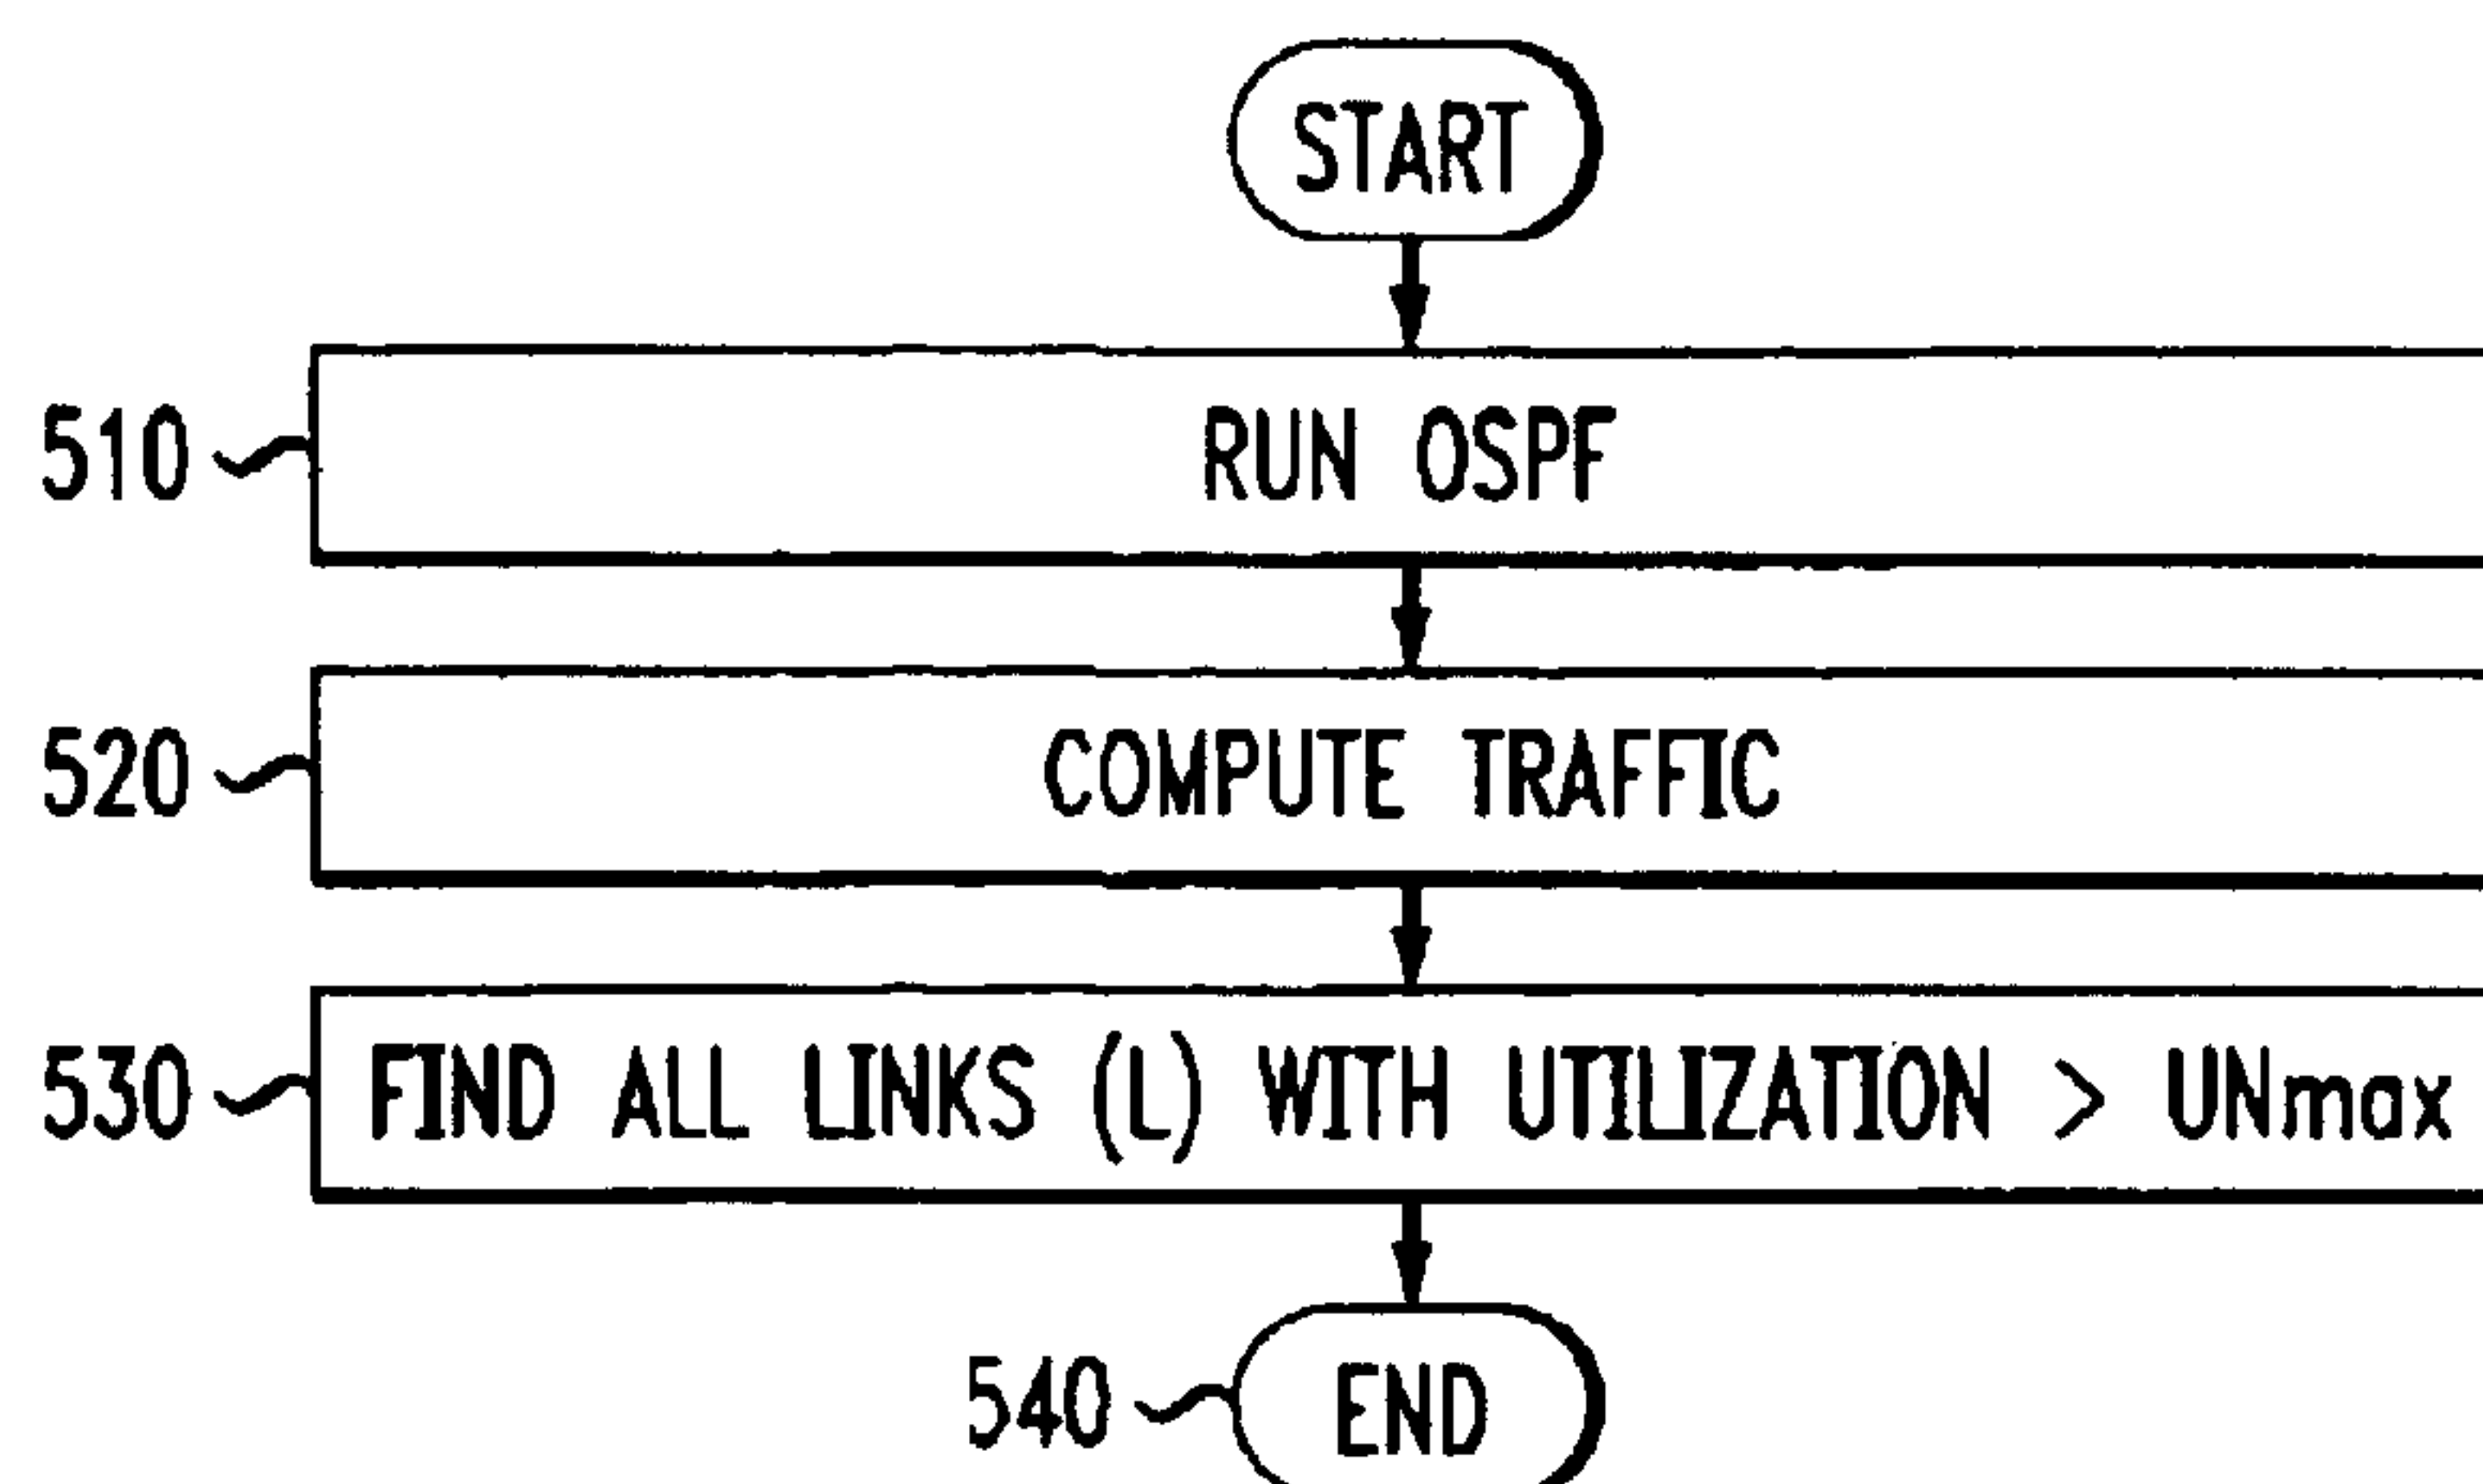 START
510 RUN OSPF
520 COMPUTE TRAFFIC
530 FIND ALL LINKS (L) WITH UTILIZATION > UNmax
540 END